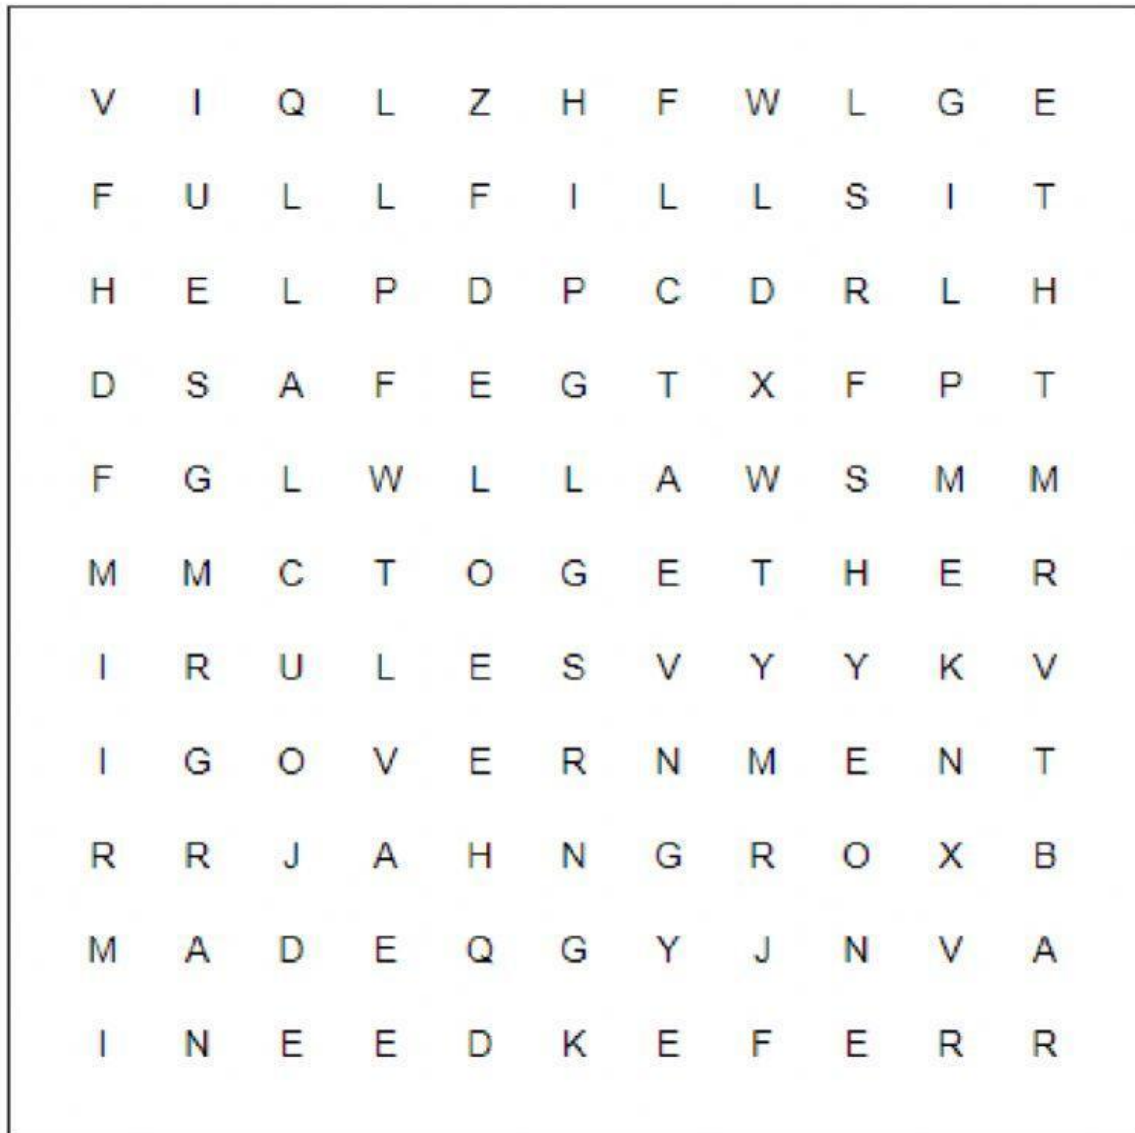 V I Q L Z H F W L G E
F U L L F I L L S I T
H E L P D P C D R L H
D S A F E G T X F P T
F G L W L L A W S M M
M M C T O G E T H E R
I R U L E S V Y Y K V
I G O V E R N M E N T
R R J A H N G R O X B
M A D E Q G Y J N V A
I N E E D K E F E R R